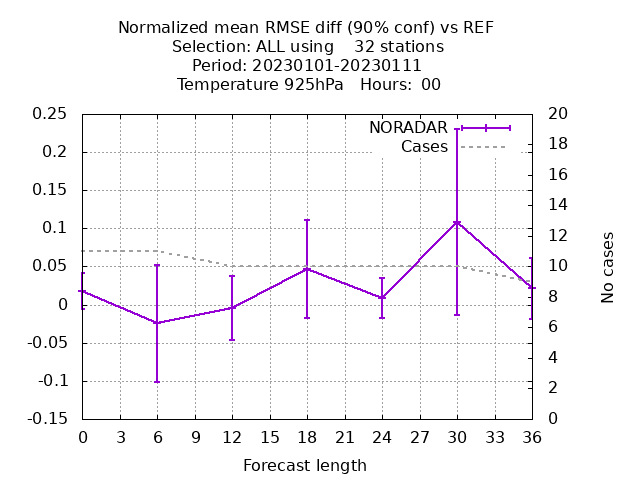 Normalized mean RMSE diff (90% conf) vs REF
Selection: ALL using    32 stations
Period: 20230101-20230111
Temperature 925hPa   Hours:  00
NORADAR
Cases
0.25
0.2
0.15
0.1
0.05
0
-0.05
-0.1
-0.15
20
18
16
14
12
10
8
6
4
2
0
No cases
0 3 6 9 12 15 18 21 24 27 30 33 36
Forecast length